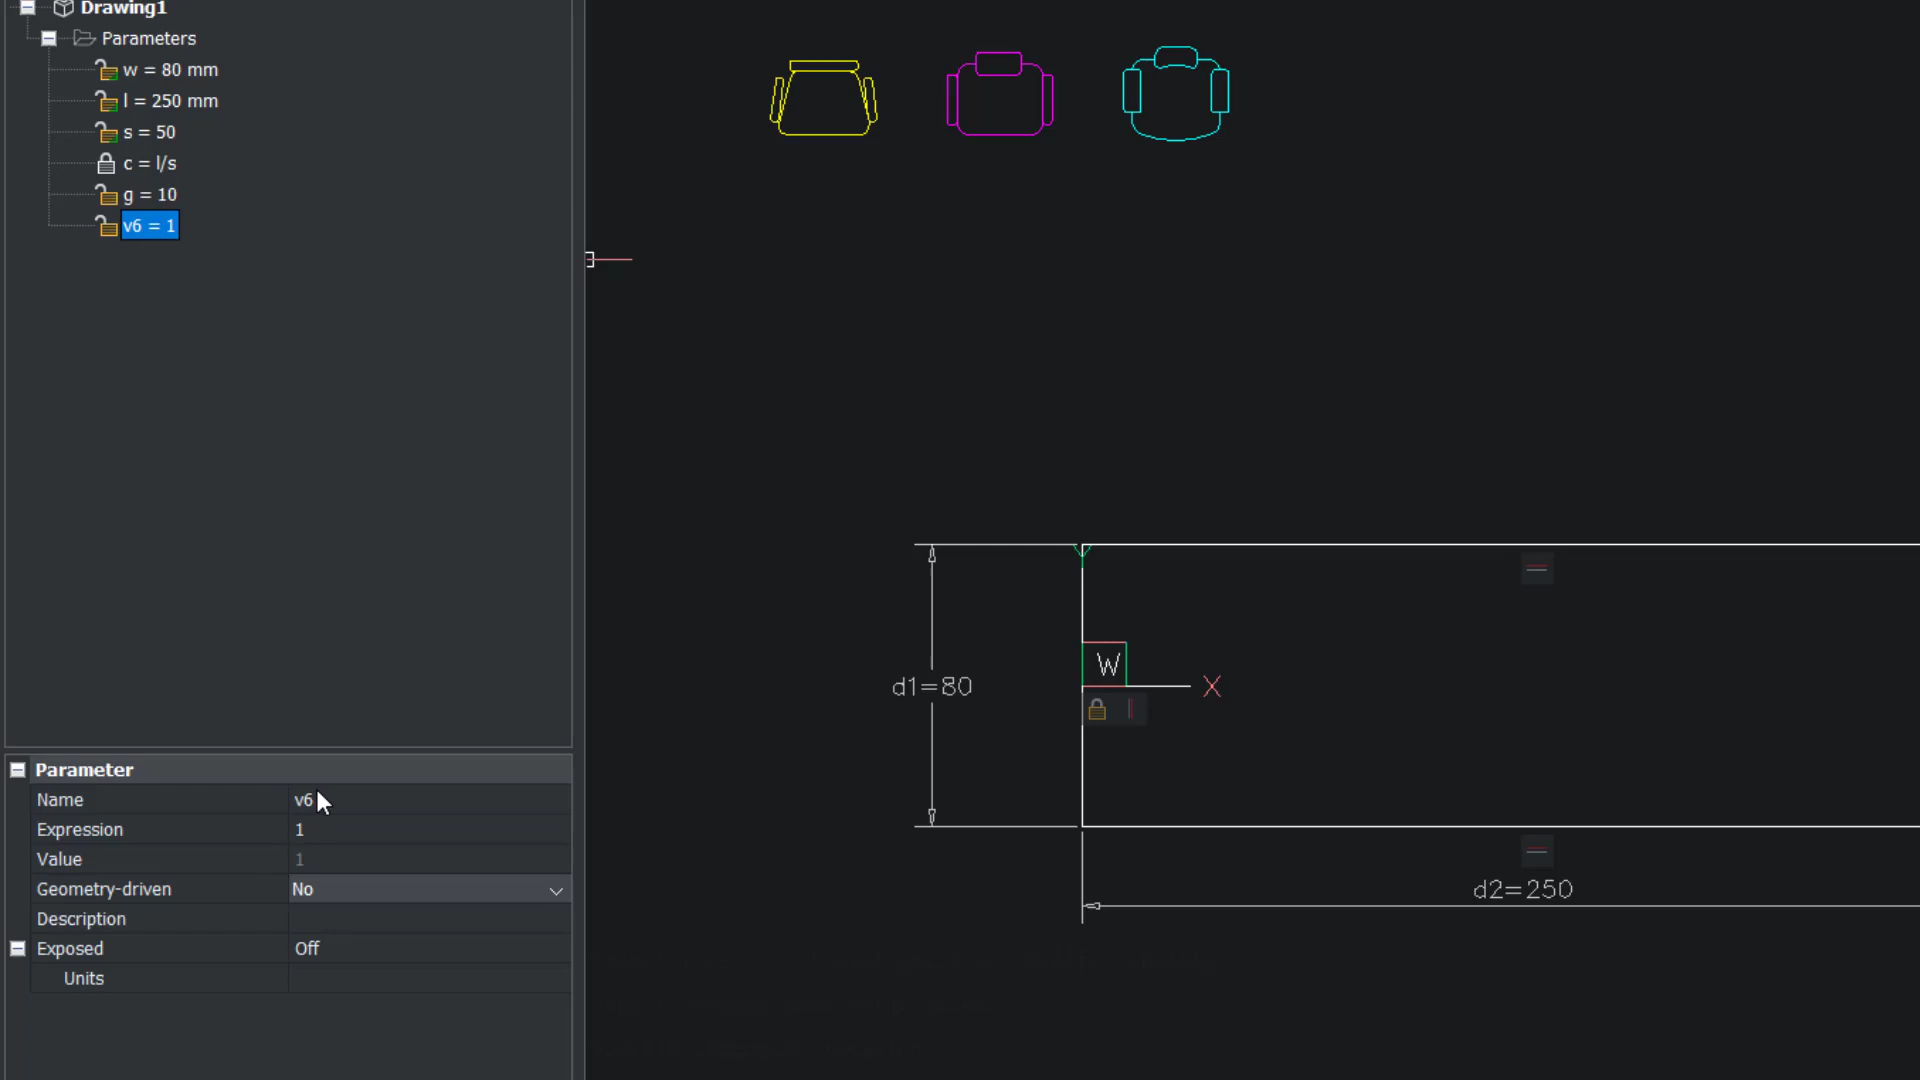 Drawing1
Parameters
w = 80 mm
l = 250 mm
s = 50
c = l/s
g = 10
v6 = 1
W
X
d1=80
d2=250
Parameter
Name v6
Expression 1
Value 1
Geometry-driven No
Description
Exposed Off
Units